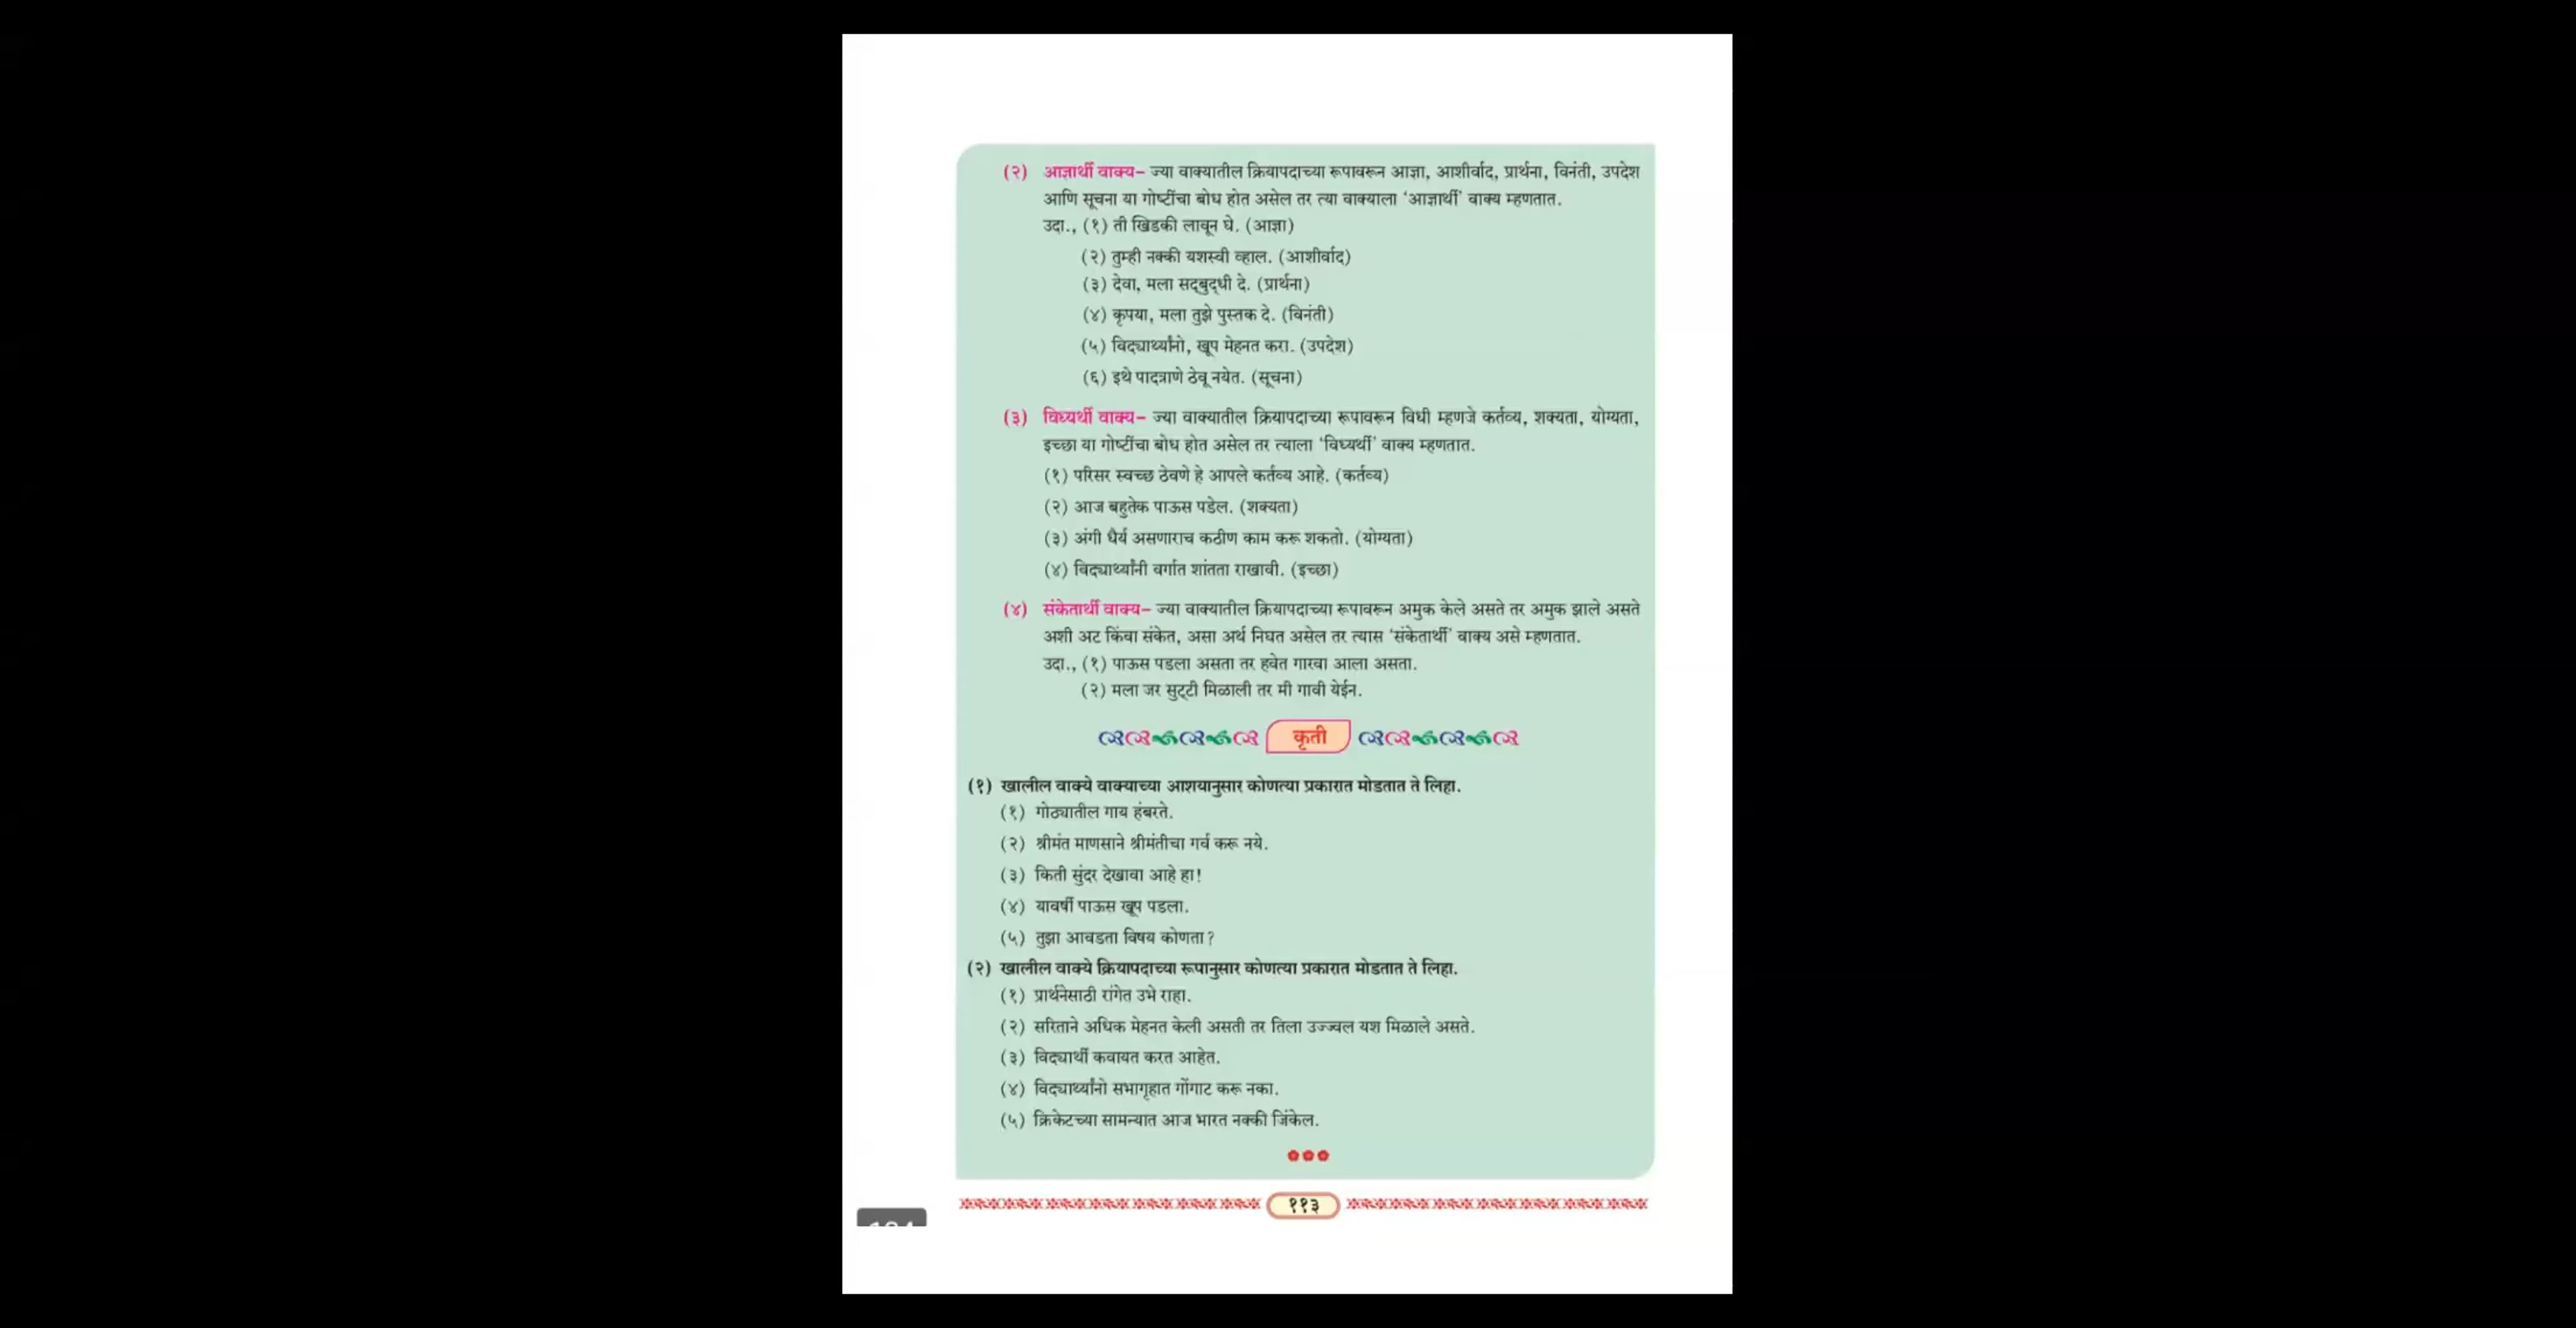 (२) आज्ञार्थी वाक्य– ज्या वाक्यातील क्रियापदाच्या रूपावरून आज्ञा, आशीर्वाद, प्रार्थना, विनंती, उपदेश
आणि सूचना या गोष्टींचा बोध होत असेल तर त्या वाक्याला ‘आज्ञार्थी’ वाक्य म्हणतात.
उदा., (१) ती खिडकी लावून घे. (आज्ञा)
(२) तुम्ही नक्की यशस्वी व्हाल. (आशीर्वाद)
(३) देवा, मला सद्‌बुद्धी दे. (प्रार्थना)
(४) कृपया, मला तुझे पुस्तक दे. (विनंती)
(५) विद्यार्थ्यांनो, खूप मेहनत करा. (उपदेश)
(६) इथे पादत्राणे ठेवू नयेत. (सूचना)
(३) विध्यर्थी वाक्य– ज्या वाक्यातील क्रियापदाच्या रूपावरून विधी म्हणजे कर्तव्य, शक्यता, योग्यता,
इच्छा या गोष्टींचा बोध होत असेल तर त्याला ‘विध्यर्थी’ वाक्य म्हणतात.
(१) परिसर स्वच्छ ठेवणे हे आपले कर्तव्य आहे. (कर्तव्य)
(२) आज बहुतेक पाऊस पडेल. (शक्यता)
(३) अंगी धैर्य असणाराच कठीण काम करू शकतो. (योग्यता)
(४) विद्यार्थ्यांनी वर्गात शांतता राखावी. (इच्छा)
(४) संकेतार्थी वाक्य– ज्या वाक्यातील क्रियापदाच्या रूपावरून अमुक केले असते तर अमुक झाले असते
अशी अट किंवा संकेत, असा अर्थ निघत असेल तर त्यास ‘संकेतार्थी’ वाक्य असे म्हणतात.
उदा., (१) पाऊस पडला असता तर हवेत गारवा आला असता.
(२) मला जर सुट्टी मिळाली तर मी गावी येईन.
कृती
(१) खालील वाक्ये वाक्याच्या आशयानुसार कोणत्या प्रकारात मोडतात ते लिहा.
(१) गोठ्यातील गाय हंबरते.
(२) श्रीमंत माणसाने श्रीमंतीचा गर्व करू नये.
(३) किती सुंदर देखावा आहे हा!
(४) यावर्षी पाऊस खूप पडला.
(५) तुझा आवडता विषय कोणता?
(२) खालील वाक्ये क्रियापदाच्या रूपानुसार कोणत्या प्रकारात मोडतात ते लिहा.
(१) प्रार्थनेसाठी रांगेत उभे राहा.
(२) सरिताने अधिक मेहनत केली असती तर तिला उज्ज्वल यश मिळाले असते.
(३) विद्यार्थी कवायत करत आहेत.
(४) विद्यार्थ्यांनो सभागृहात गोंगाट करू नका.
(५) क्रिकेटच्या सामन्यात आज भारत नक्की जिंकेल.
११३